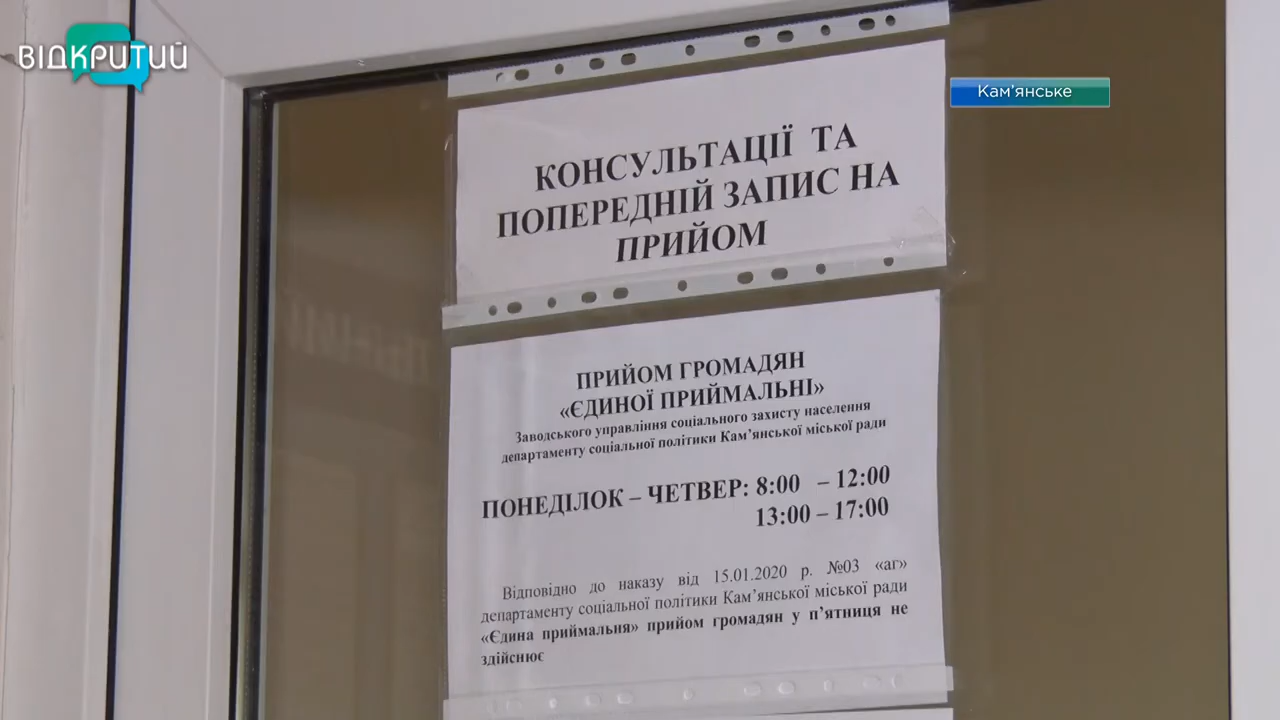 ВІДКРИТИЙ
Кам'янське
КОНСУЛЬТАЦІЇ ТА
ПОПЕРЕДНІЙ ЗАПИС НА
ПРИЙОМ
ПРИЙОМ ГРОМАДЯН
«ЄДИНОЇ ПРИЙМАЛЬНІ»
Заводського управління соціального захисту населення
департаменту соціальної політики Кам'янської міської ради
ПОНЕДІЛОК – ЧЕТВЕР: 8:00 – 12:00
13:00 – 17:00
Відповідно до наказу від 15.01.2020 р. №03 «аг»
департаменту соціальної політики Кам'янської міської ради
«Єдина приймальня» прийом громадян у п'ятниця не
здійснює